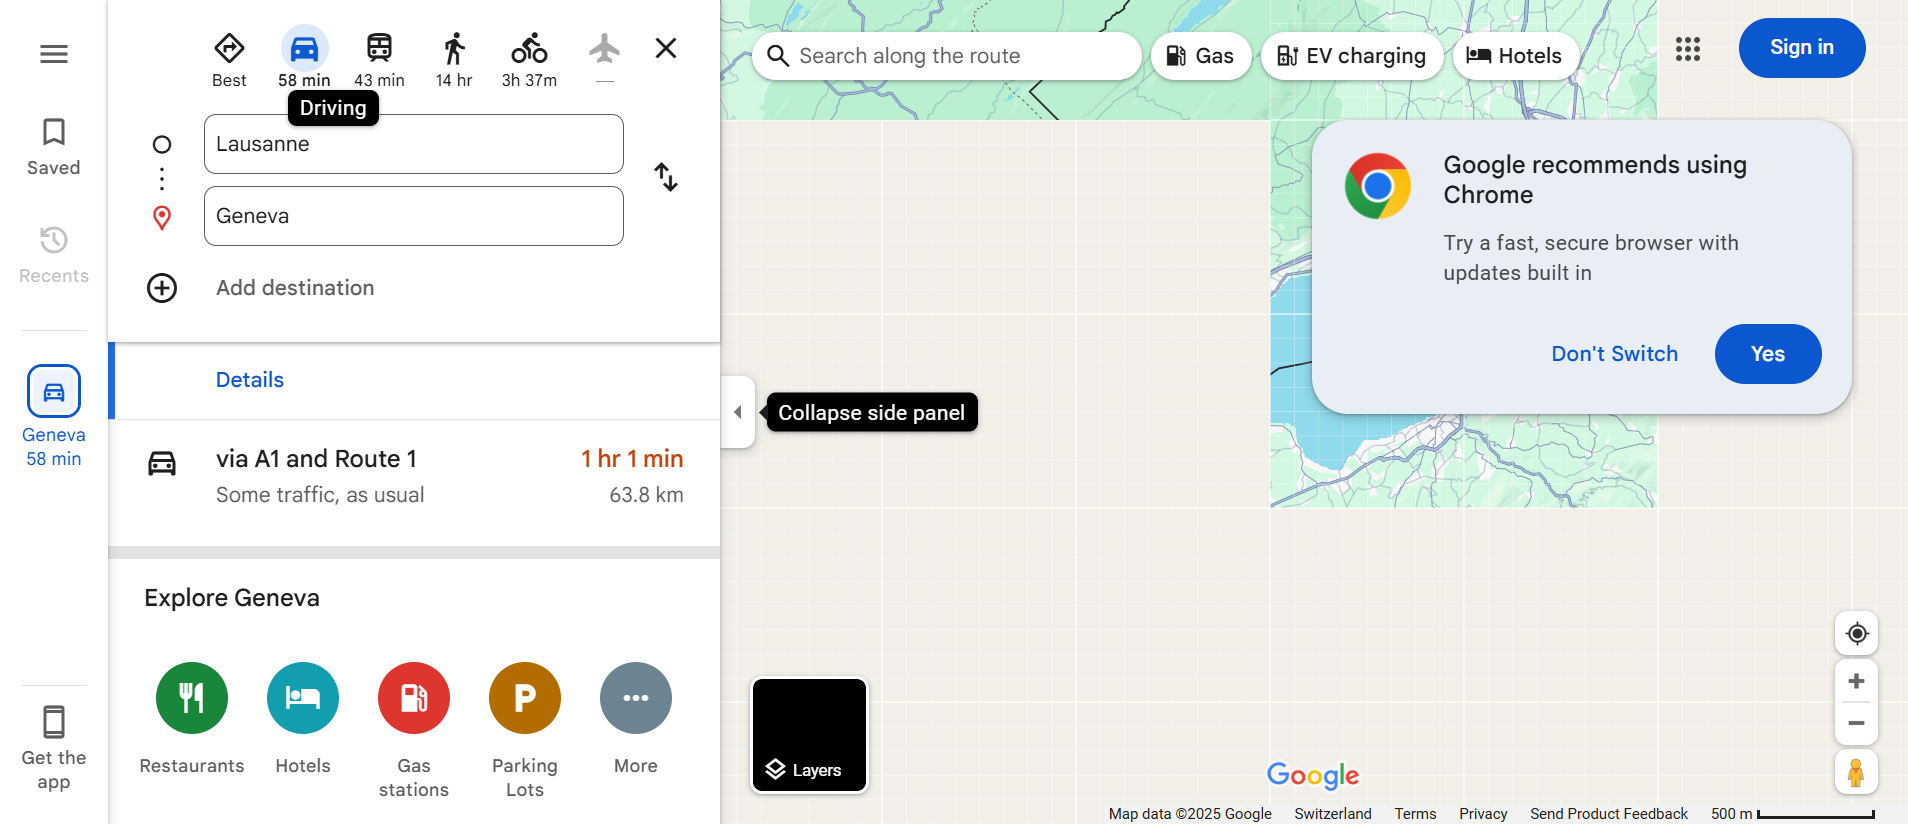 Saved
Recents
Geneva
58 min
Get the
app
Best
58 min
43 min
14 hr
3h 37m
—
Driving
Lausanne
Geneva
Add destination
Details
via A1 and Route 1
1 hr 1 min
Some traffic, as usual
63.8 km
Explore Geneva
Restaurants
Hotels
Gas
stations
P
Parking
Lots
More
Search along the route
Gas
EV charging
Hotels
Sign in
Google recommends using
Chrome
Try a fast, secure browser with
updates built in
Don't Switch
Yes
Collapse side panel
Layers
Google
Map data ©2025 Google
Switzerland
Terms
Privacy
Send Product Feedback
500 m